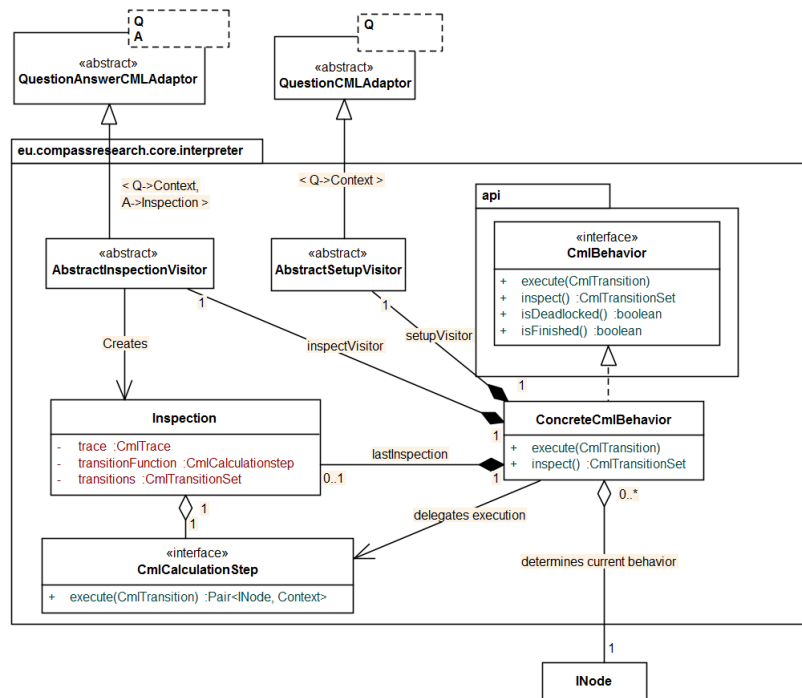 Q
A
«abstract»
QuestionAnswerCMLAdaptor
Q
«abstract»
QuestionCMLAdaptor
eu.compassresearch.core.interpreter
< Q->Context,
A->Inspection >
< Q->Context >
api
«interface»
CmlBehavior
+ execute(CmlTransition)
+ inspect() :CmlTransitionSet
+ isDeadlocked() :boolean
+ isFinished() :boolean
«abstract»
AbstractInspectionVisitor
«abstract»
AbstractSetupVisitor
1
1
Creates
inspectVisitor
setupVisitor
1
Inspection
- trace :CmlTrace
- transitionFunction :CmlCalculationstep
- transitions :CmlTransitionSet
ConcreteCmlBehavior
+ execute(CmlTransition)
+ inspect() :CmlTransitionSet
1
lastInspection
0..1
1
0..*
1
1
delegates execution
«interface»
CmlCalculationStep
+ execute(CmlTransition) :Pair<INode, Context>
determines current behavior
1
INode